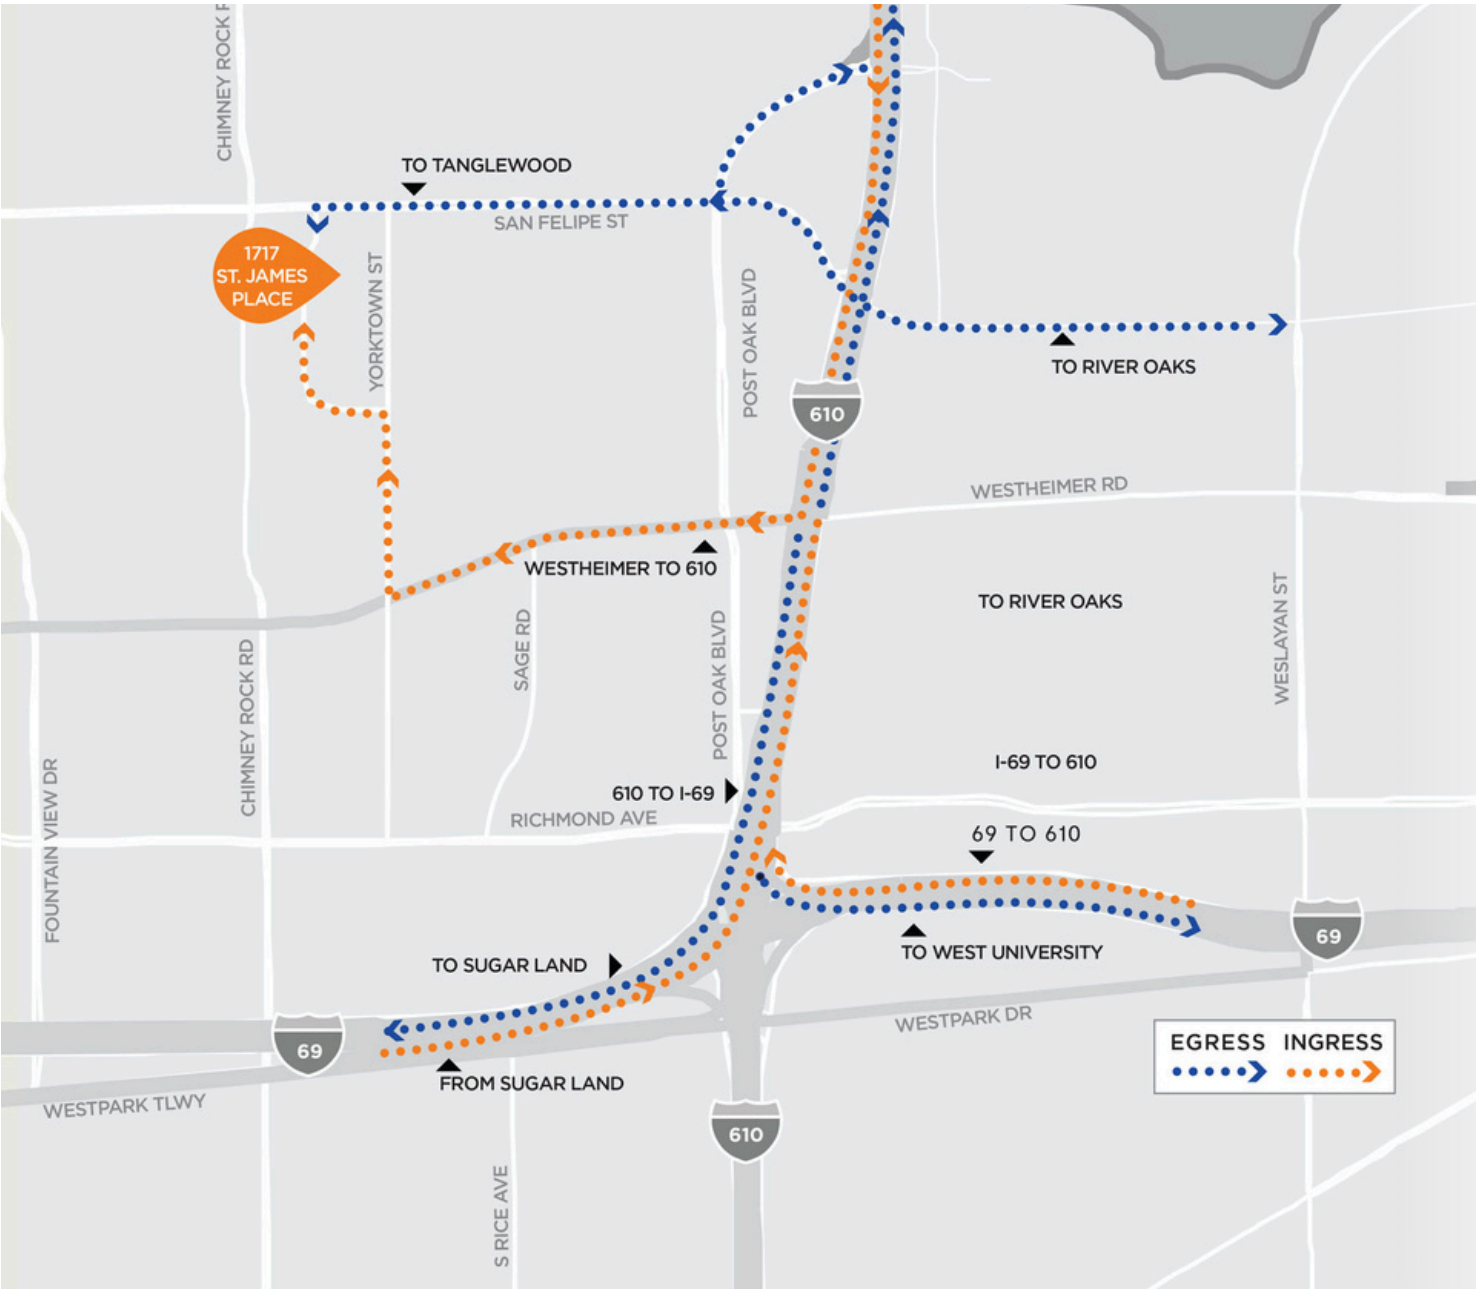 CHIMNEY ROCK R
TO TANGLEWOOD
SAN FELIPE ST
1717
ST. JAMES
PLACE
YORKTOWN ST
POST OAK BLVD
TO RIVER OAKS
610
WESTHEIMER RD
WESTHEIMER TO 610
TO RIVER OAKS
SAGE RD
POST OAK BLVD
WESLAYAN ST
CHIMNEY ROCK RD
FOUNTAIN VIEW DR
I-69 TO 610
610 TO I-69
RICHMOND AVE
69 TO 610
69
TO WEST UNIVERSITY
TO SUGAR LAND
WESTPARK DR
69
FROM SUGAR LAND
WESTPARK TLWY
EGRESS INGRESS
610
S RICE AVE